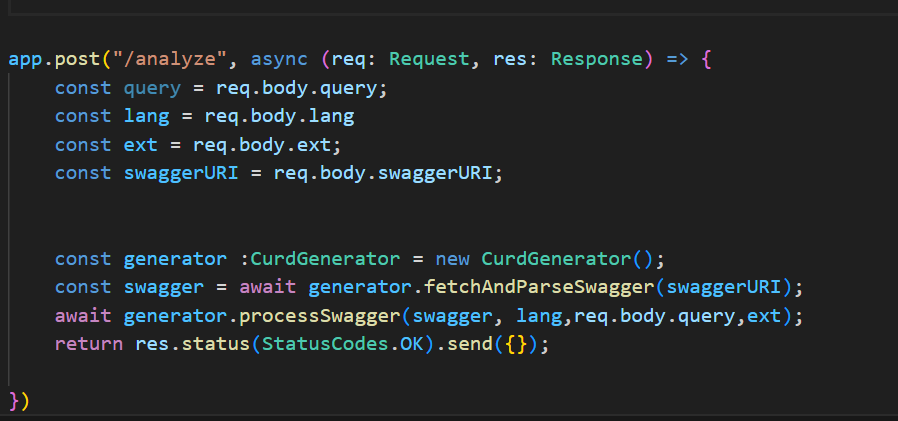 app.post("/analyze", async (req: Request, res: Response) => {
    const query = req.body.query;
    const lang = req.body.lang
    const ext = req.body.ext;
    const swaggerURI = req.body.swaggerURI;
    const generator :CurdGenerator = new CurdGenerator();
    const swagger = await generator.fetchAndParseSwagger(swaggerURI);
    await generator.processSwagger(swagger, lang,req.body.query,ext);
    return res.status(StatusCodes.OK).send({});
})